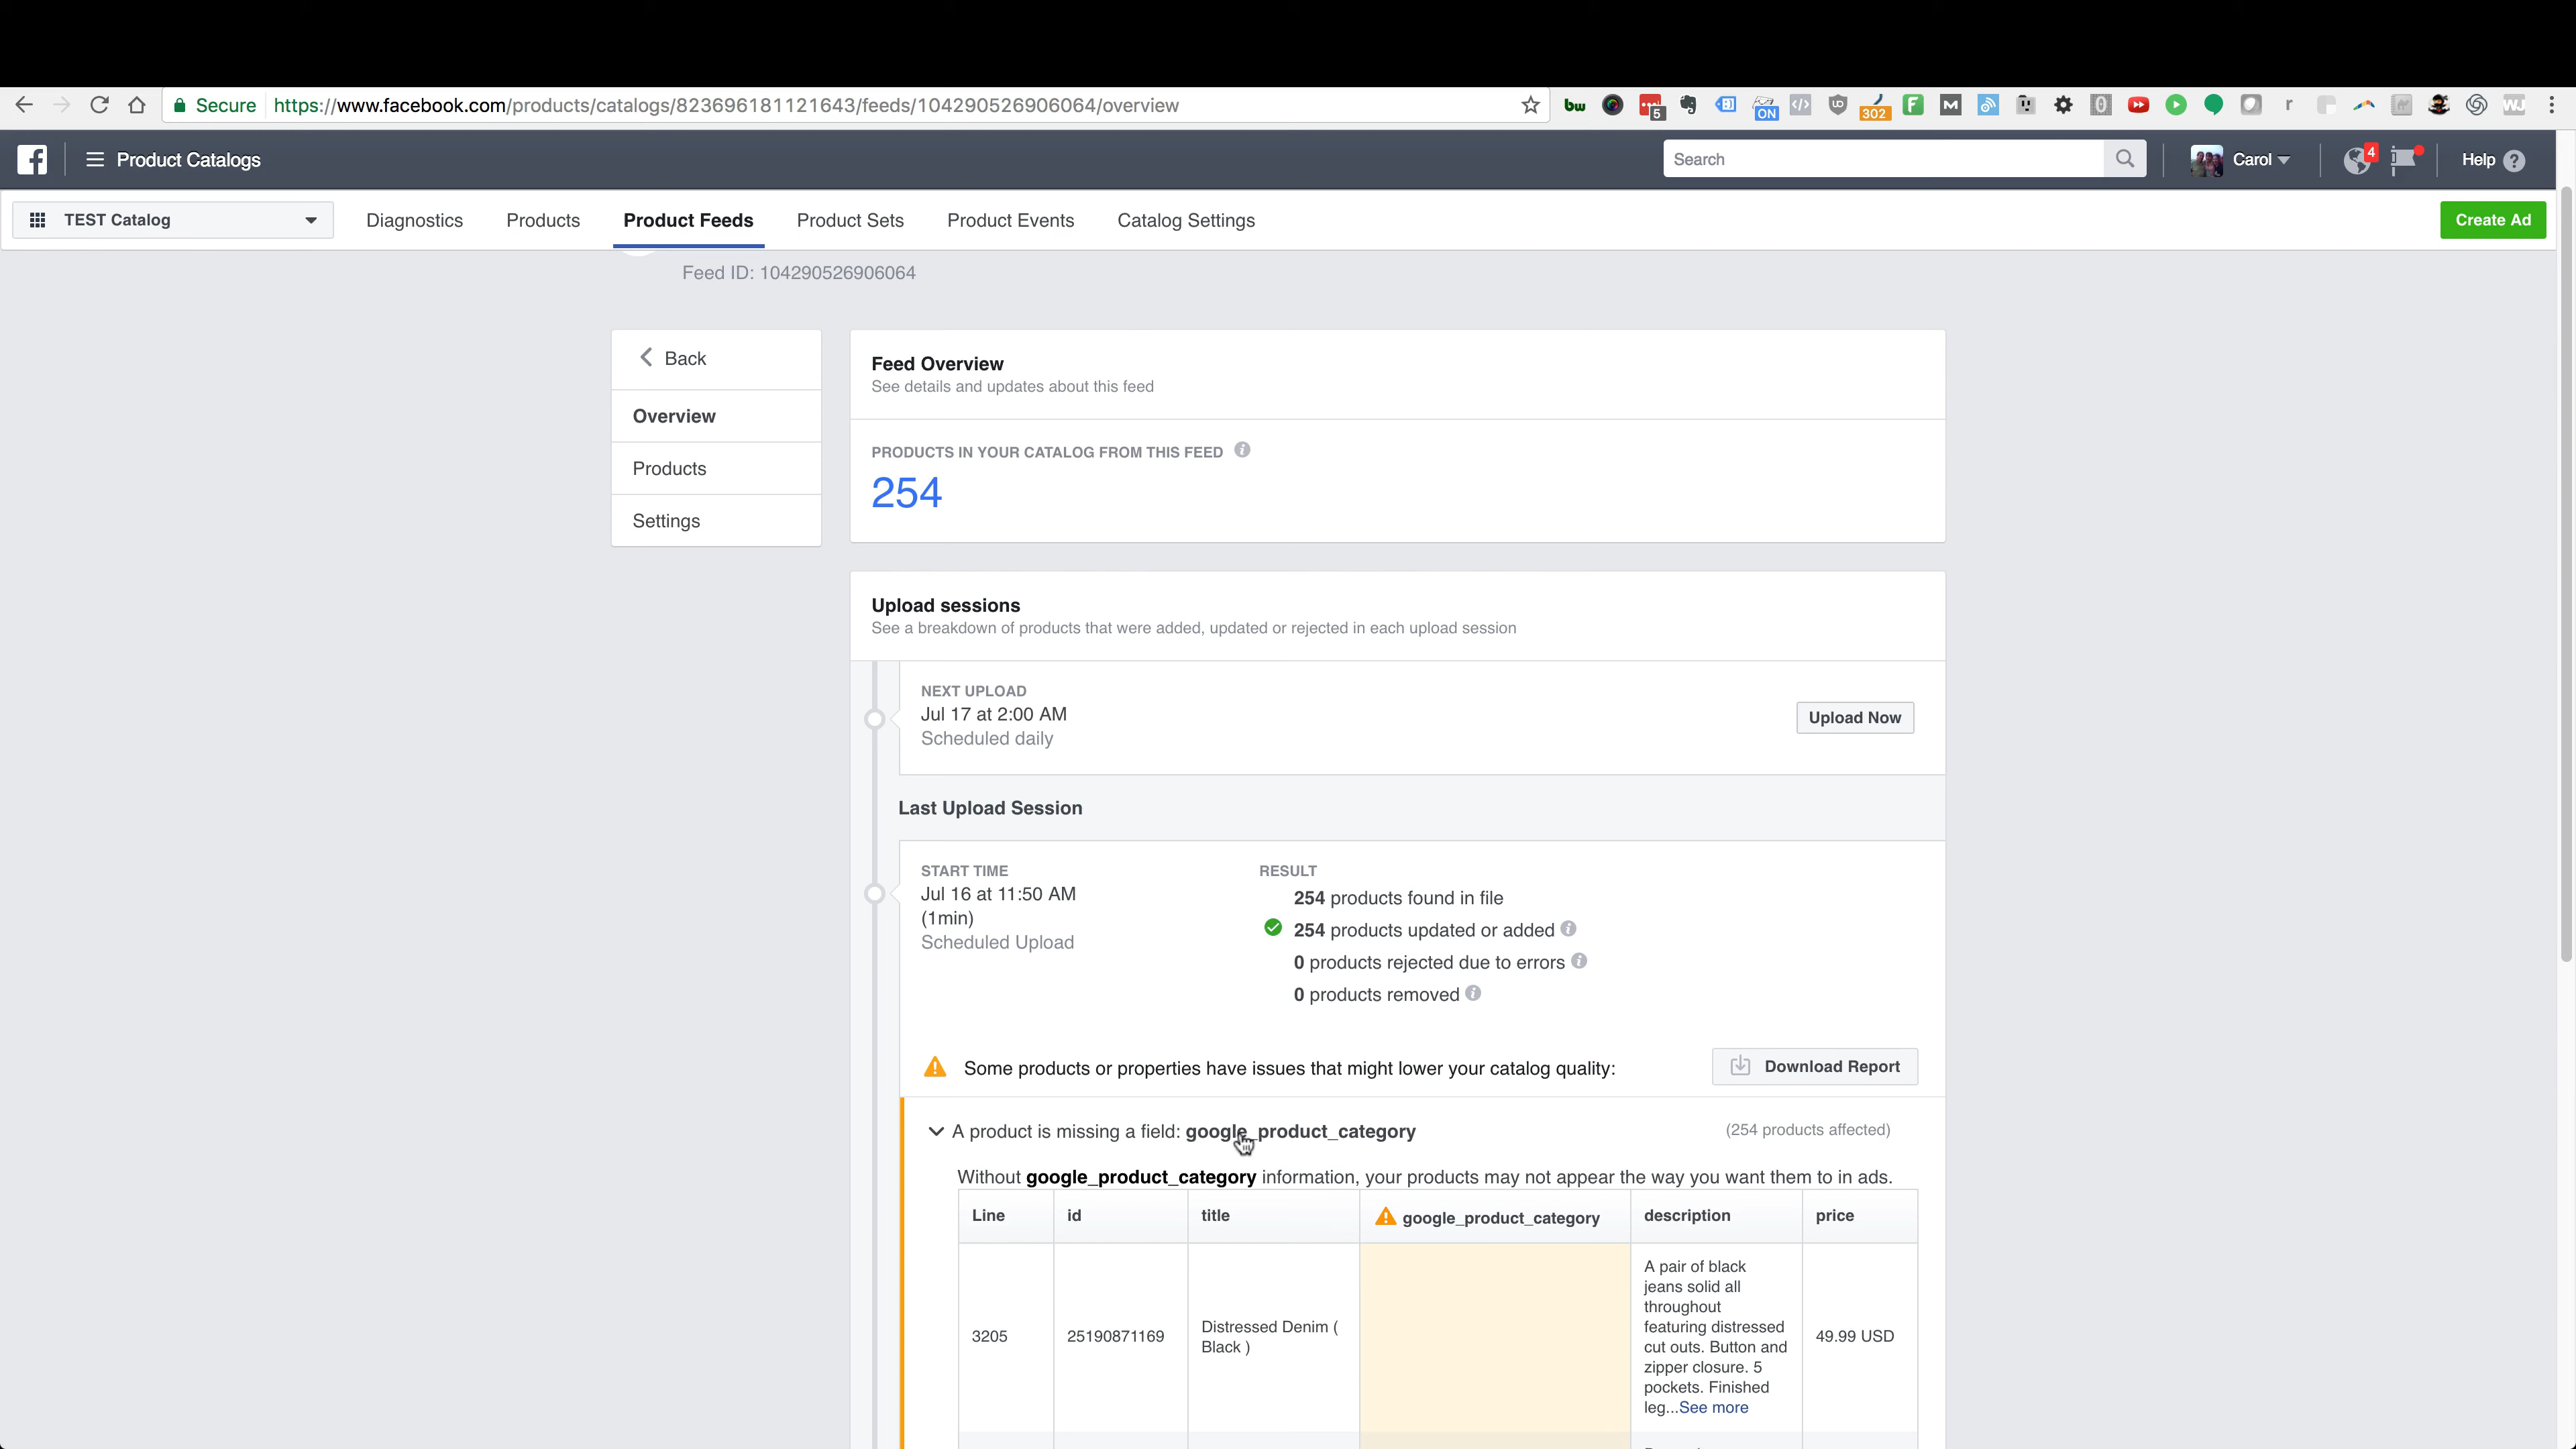 Secure https://www.facebook.com/products/catalogs/823696181121643/feeds/104290526906064/overview
5 ON 302
Product Catalogs
Search
Carol
4
Help ?
TEST Catalog
Diagnostics
Products
Product Feeds
Product Sets
Product Events
Catalog Settings
Create Ad
Feed ID: 104290526906064
Back
Overview
Products
Settings
Feed Overview
See details and updates about this feed
PRODUCTS IN YOUR CATALOG FROM THIS FEED
254
Upload sessions
See a breakdown of products that were added, updated or rejected in each upload session
NEXT UPLOAD
Jul 17 at 2:00 AM
Scheduled daily
Upload Now
Last Upload Session
START TIME
Jul 16 at 11:50 AM
(1min)
Scheduled Upload
RESULT
254 products found in file
254 products updated or added
0 products rejected due to errors
0 products removed
Some products or properties have issues that might lower your catalog quality:
Download Report
A product is missing a field: google_product_category
(254 products affected)
Without google_product_category information, your products may not appear the way you want them to in ads.
Line
id
title
google_product_category
description
price
3205
25190871169
Distressed Denim (
Black )
A pair of black
jeans solid all
throughout
featuring distressed
cut outs. Button and
zipper closure. 5
pockets. Finished
leg...See more
49.99 USD